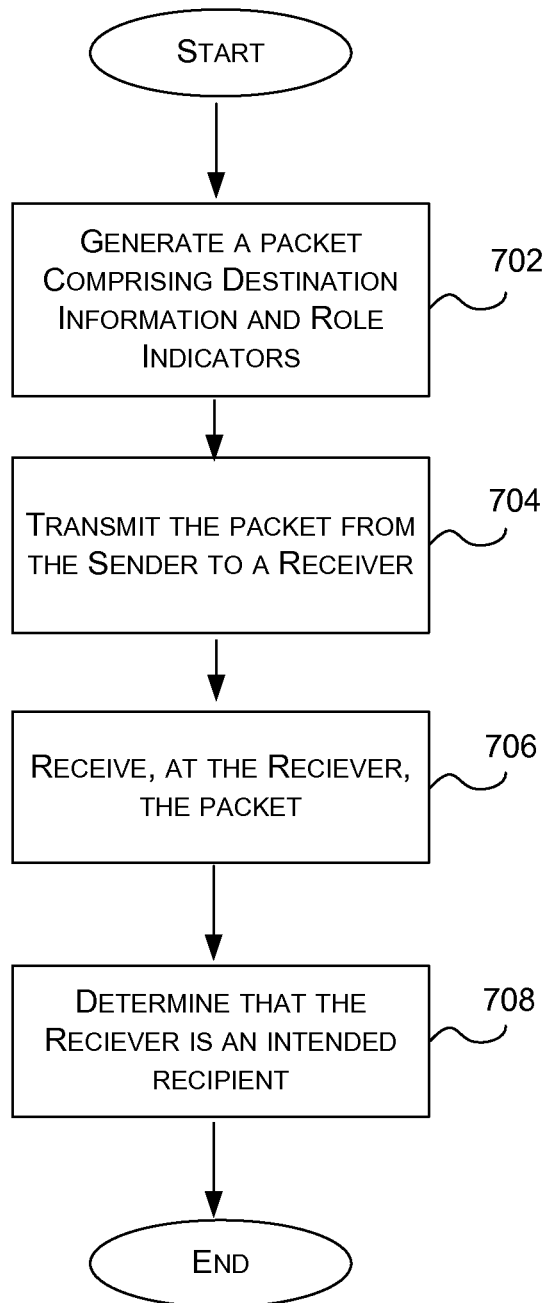 START
GENERATE A PACKET
COMPRISING DESTINATION
INFORMATION AND ROLE
INDICATORS
702
TRANSMIT THE PACKET FROM
THE SENDER TO A RECEIVER
704
RECEIVE, AT THE RECIEVER,
THE PACKET
706
DETERMINE THAT THE
RECIEVER IS AN INTENDED
RECIPIENT
708
END